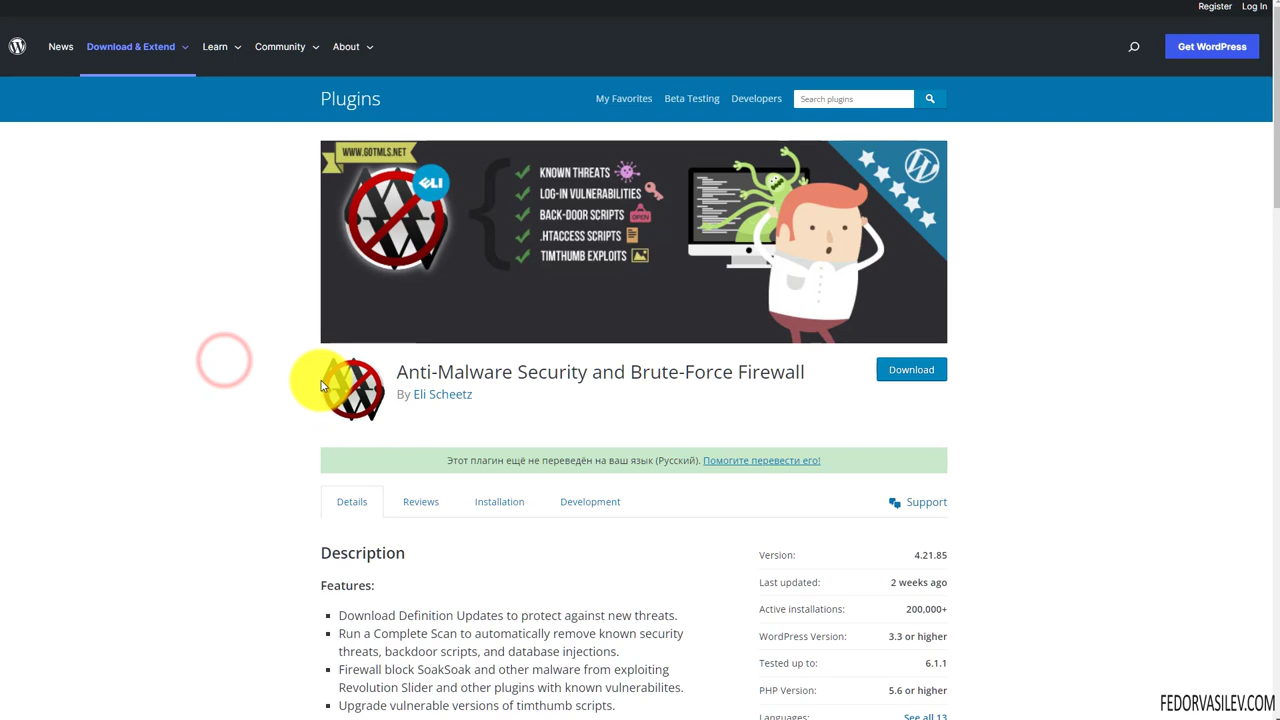 Register Log In
News Download & Extend Learn Community About Get WordPress
Plugins My Favorites Beta Testing Developers Search plugins
WWW.GOTMLS.NET
ELI
KNOWN THREATS
LOG-IN VULNERABILITIES
BACK-DOOR SCRIPTS OPEN
.HTACCESS SCRIPTS
TIMTHUMB EXPLOITS
Anti-Malware Security and Brute-Force Firewall Download
By Eli Scheetz
Этот плагин ещё не переведён на ваш язык (Русский). Помогите перевести его!
Details Reviews Installation Development Support
Description
Features:
Download Definition Updates to protect against new threats.
Run a Complete Scan to automatically remove known security
threats, backdoor scripts, and database injections.
Firewall block SoakSoak and other malware from exploiting
Revolution Slider and other plugins with known vulnerabilites.
Upgrade vulnerable versions of timthumb scripts.
Version: 4.21.85
Last updated: 2 weeks ago
Active installations: 200,000+
WordPress Version: 3.3 or higher
Tested up to: 6.1.1
PHP Version: 5.6 or higher
Languages: See all 13
FEDORVASILEV.COM